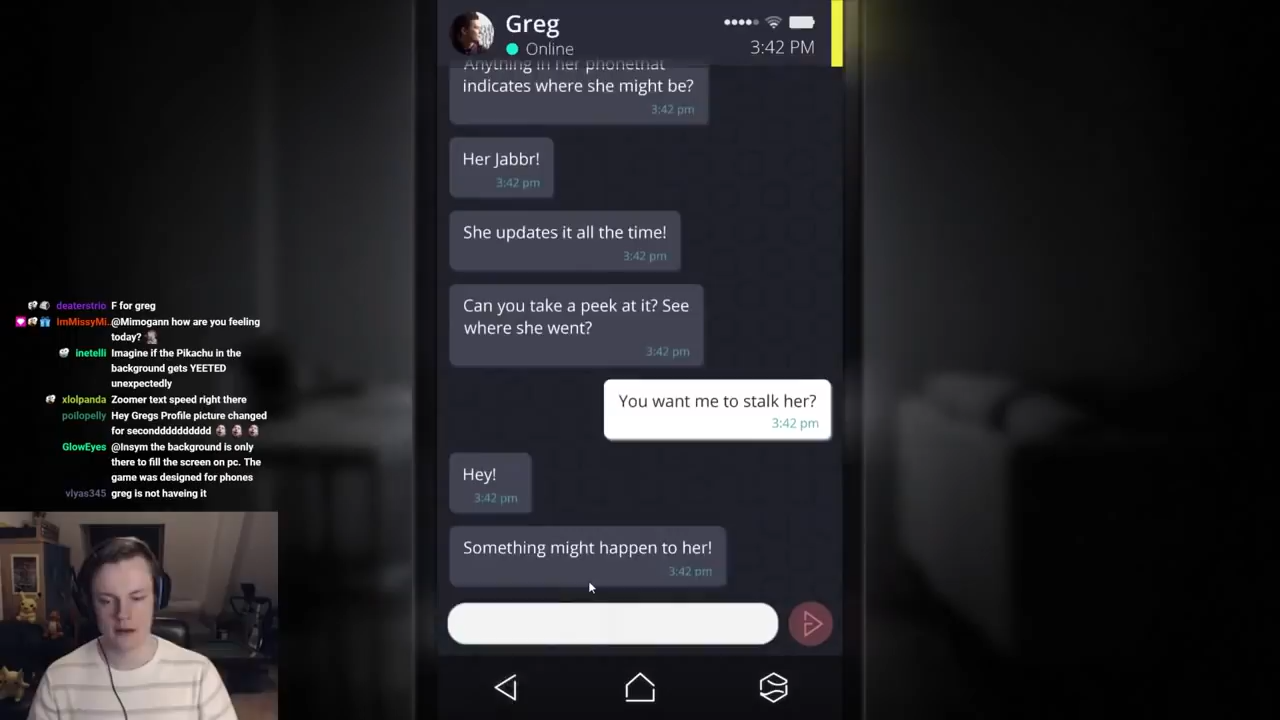 Greg
Online
3:42 PM
Anything in her phonethat
indicates where she might be?
3:42 pm
Her Jabbr!
3:42 pm
She updates it all the time!
3:42 pm
Can you take a peek at it? See
where she went?
3:42 pm
You want me to stalk her?
3:42 pm
Hey!
3:42 pm
Something might happen to her!
3:42 pm
deaterstrio F for greg
ImMissyMi.. @Mimogann how are you feeling
today?
inetelli Imagine if the Pikachu in the
background gets YEETED
unexpectedly
xlolpanda Zoomer text speed right there
poilopelly Hey Gregs Profile picture changed
for seconddddddddd
GlowEyes @Insym the background is only
there to fill the screen on pc. The
game was designed for phones
vlyas345 greg is not haveing it